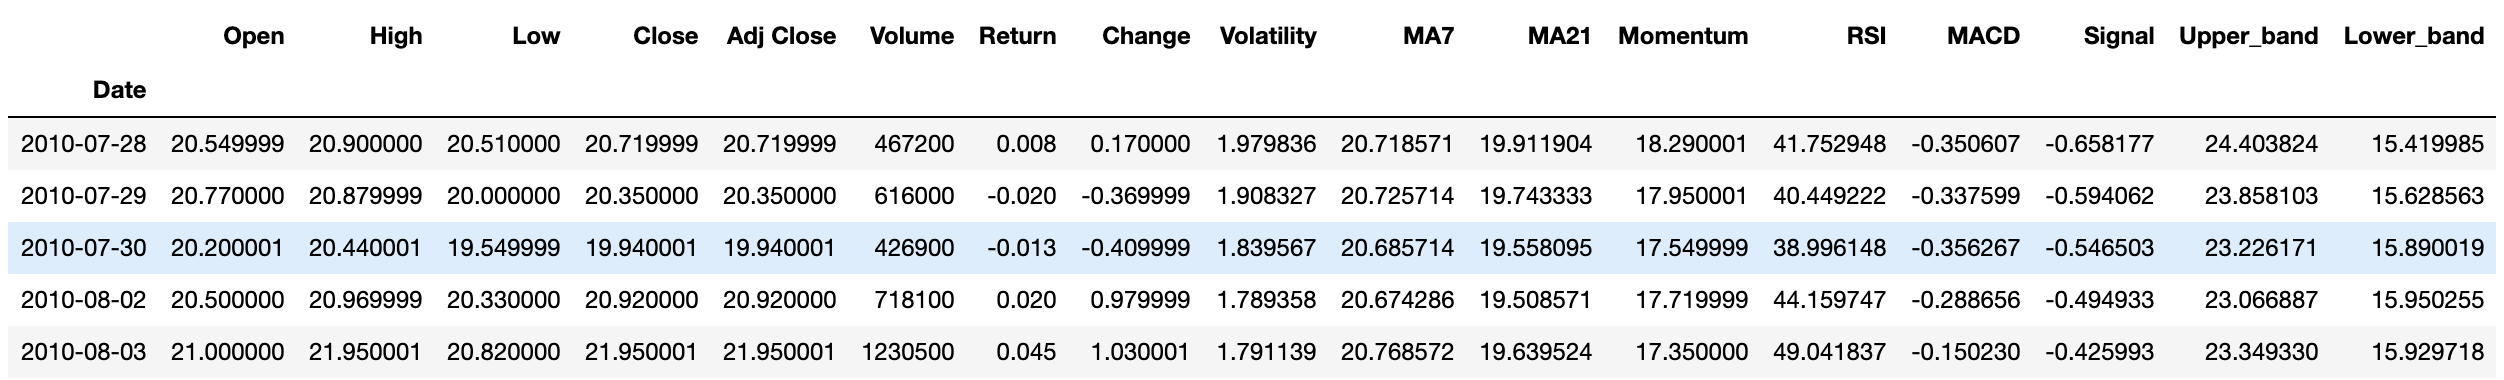 Open High Low Close Adj Close Volume Return Change Volatility MA7 MA21 Momentum RSI MACD Signal Upper_band Lower_band
Date
2010-07-28 20.549999 20.900000 20.510000 20.719999 20.719999 467200 0.008 0.170000 1.979836 20.718571 19.911904 18.290001 41.752948 -0.350607 -0.658177 24.403824 15.419985
2010-07-29 20.770000 20.879999 20.000000 20.350000 20.350000 616000 -0.020 -0.369999 1.908327 20.725714 19.743333 17.950001 40.449222 -0.337599 -0.594062 23.858103 15.628563
2010-07-30 20.200001 20.440001 19.549999 19.940001 19.940001 426900 -0.013 -0.409999 1.839567 20.685714 19.558095 17.549999 38.996148 -0.356267 -0.546503 23.226171 15.890019
2010-08-02 20.500000 20.969999 20.330000 20.920000 20.920000 718100 0.020 0.979999 1.789358 20.674286 19.508571 17.719999 44.159747 -0.288656 -0.494933 23.066887 15.950255
2010-08-03 21.000000 21.950001 20.820000 21.950001 21.950001 1230500 0.045 1.030001 1.791139 20.768572 19.639524 17.350000 49.041837 -0.150230 -0.425993 23.349330 15.929718